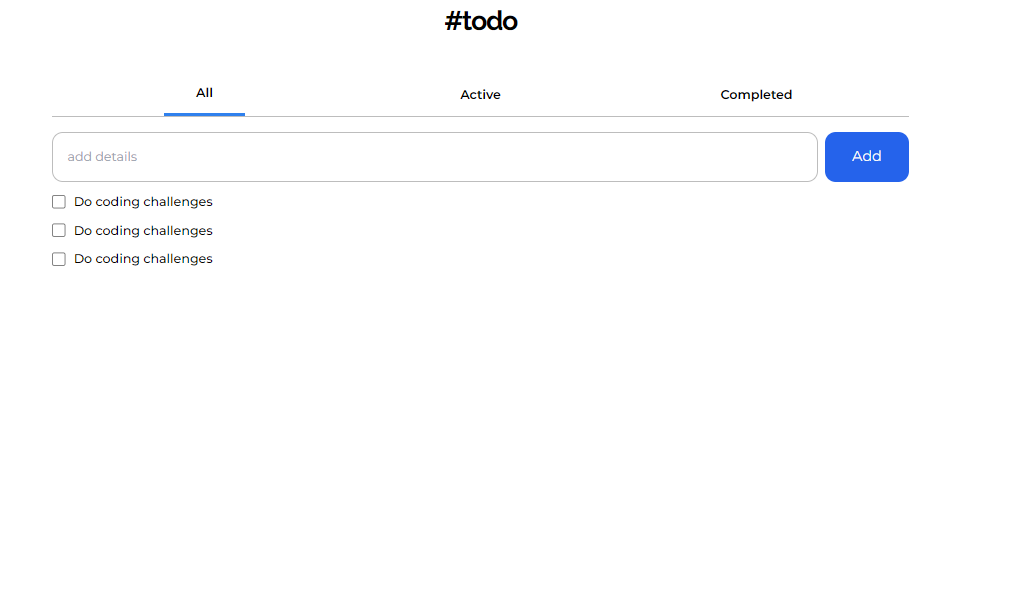 #todo
All Active Completed
add details Add
Do coding challenges
Do coding challenges
Do coding challenges